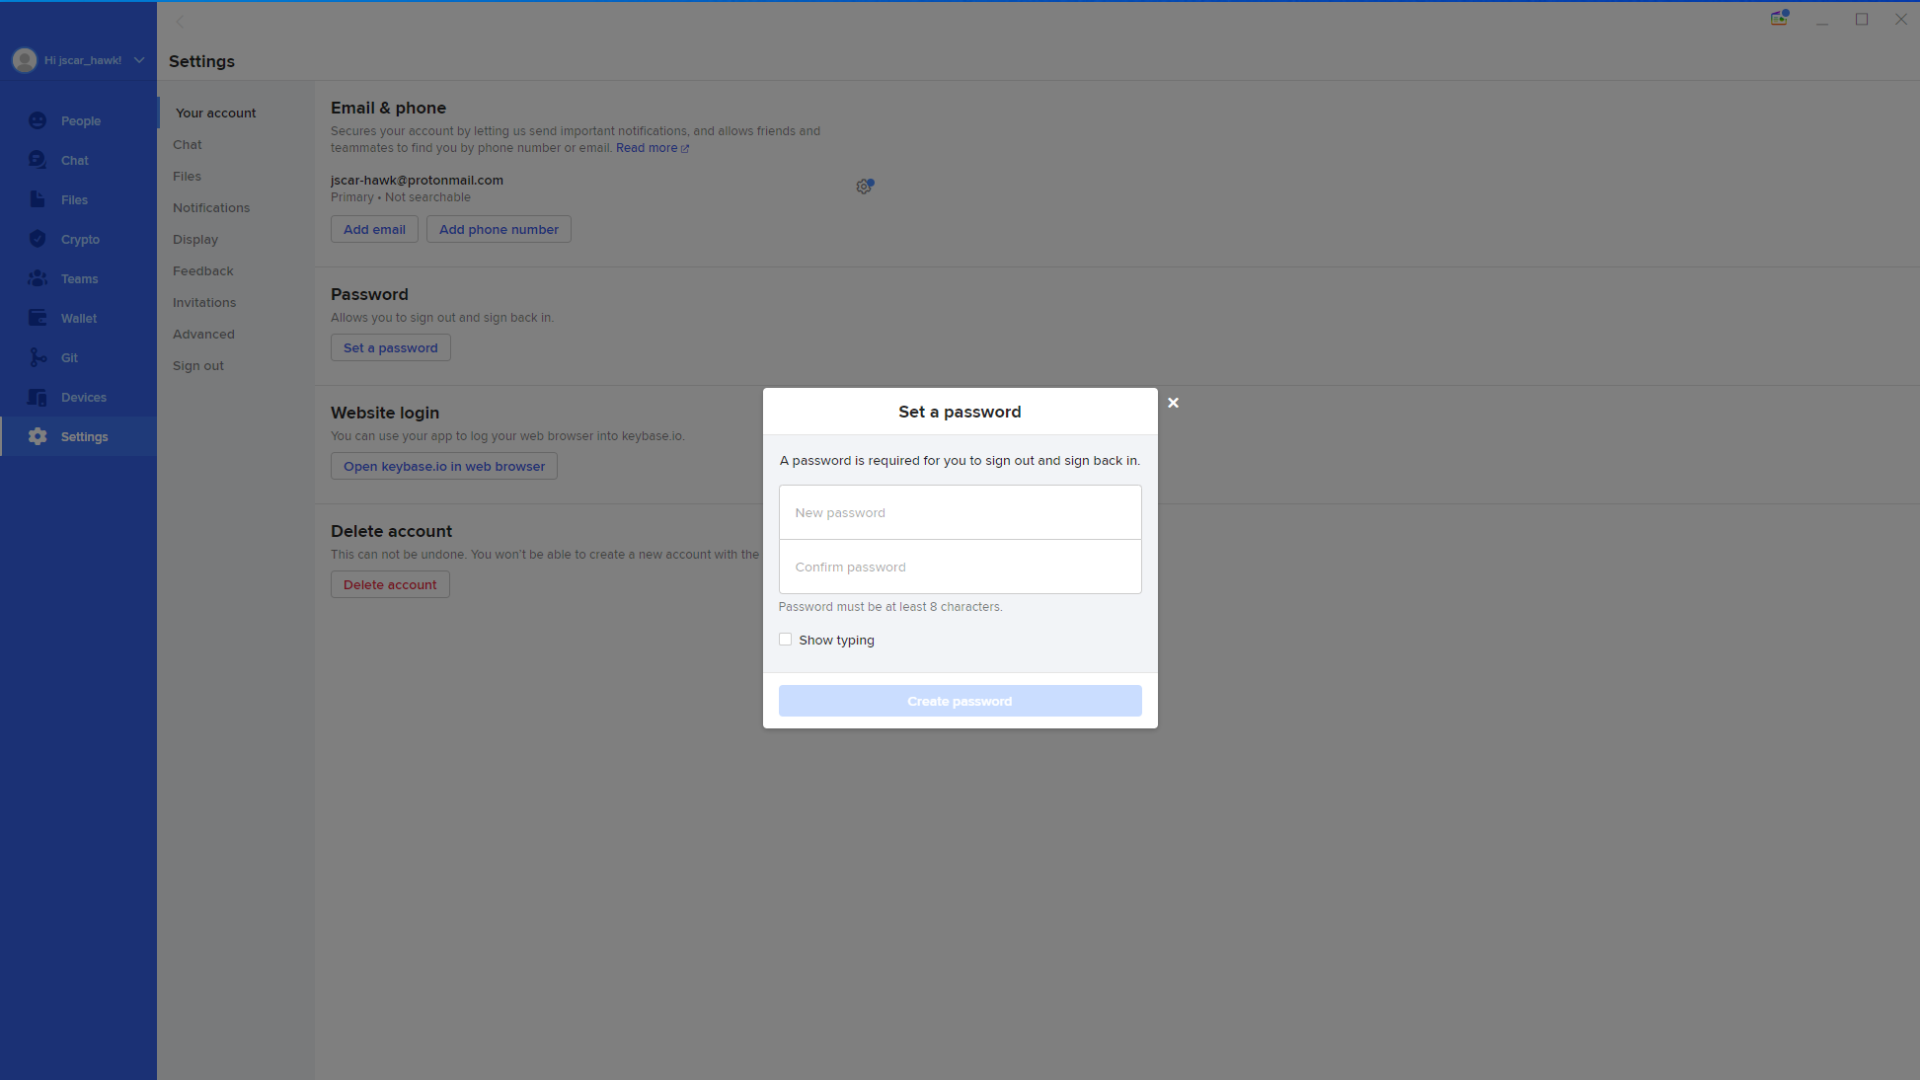 Hi jscar_hawk!
People
Chat
Files
Crypto
Teams
Wallet
Git
Devices
Settings
Settings
Your account
Chat
Files
Notifications
Display
Feedback
Invitations
Advanced
Sign out
Email & phone
Secures your account by letting us send important notifications, and allows friends and
teammates to find you by phone number or email. Read more
jscar-hawk@protonmail.com
Primary • Not searchable
Add email
Add phone number
Password
Allows you to sign out and sign back in.
Set a password
Website login
You can use your app to log your web browser into keybase.io.
Open keybase.io in web browser
Delete account
This can not be undone. You won't be able to create a new account with the
Delete account
Set a password
A password is required for you to sign out and sign back in.
New password
Confirm password
Password must be at least 8 characters.
Show typing
Create password